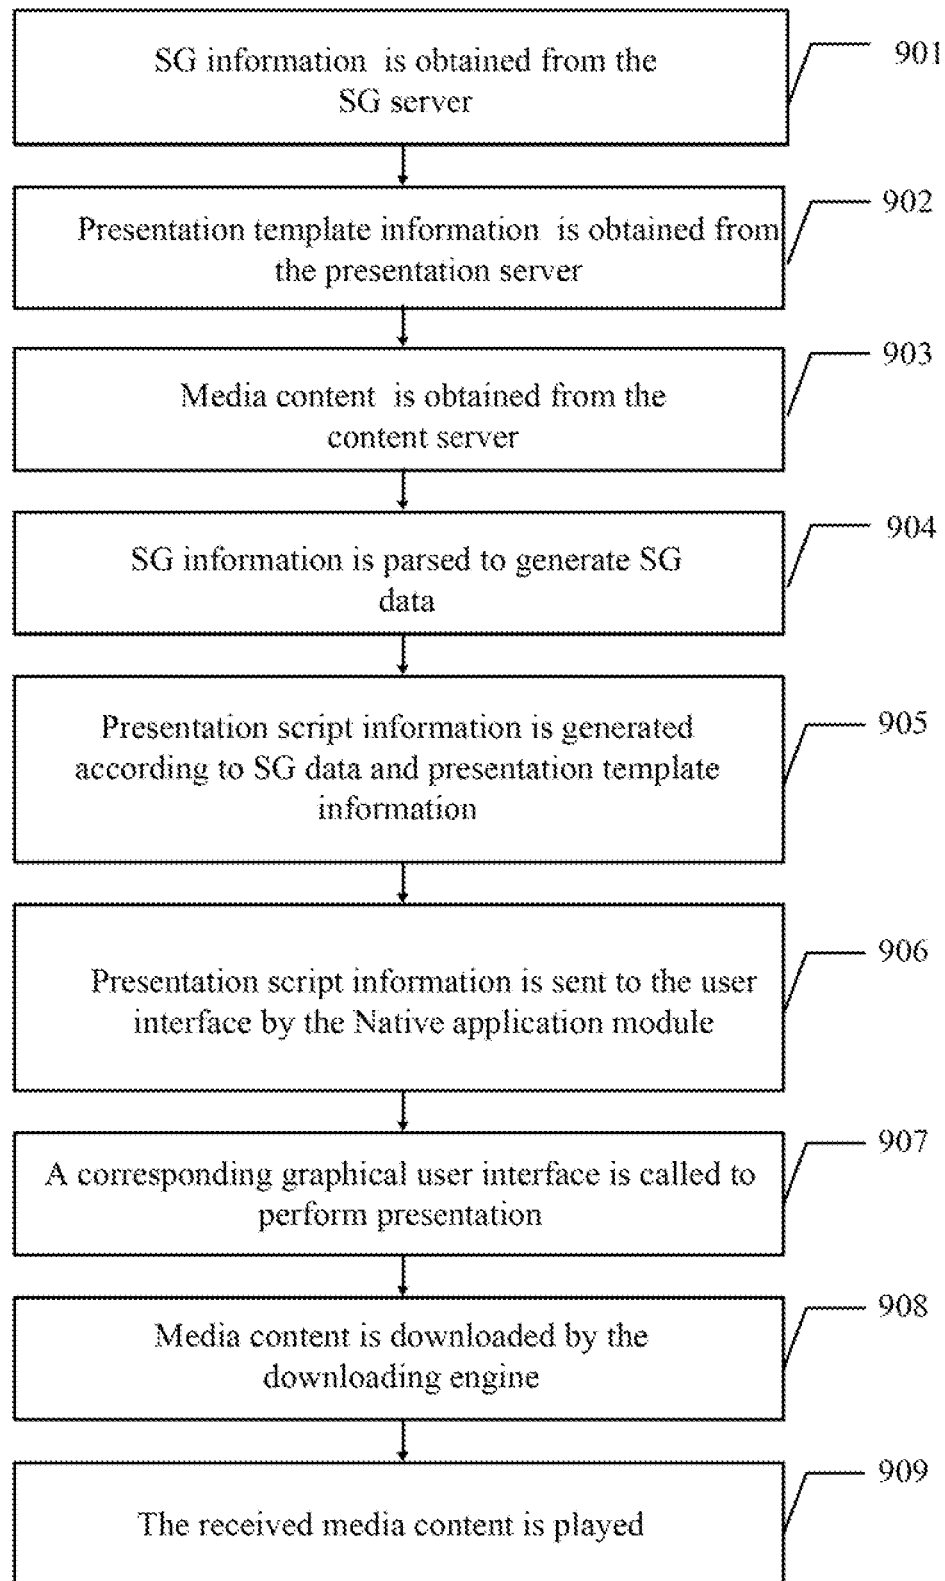 SG information is obtained from the
SG server
901
Presentation template information is obtained from
the presentation server
902
Media content is obtained from the
content server
903
SG information is parsed to generate SG
data
904
Presentation script information is generated
according to SG data and presentation template
information
905
Presentation script information is sent to the user
interface by the Native application module
906
A corresponding graphical user interface is called to
perform presentation
907
Media content is downloaded by the
downloading engine
908
The received media content is played
909